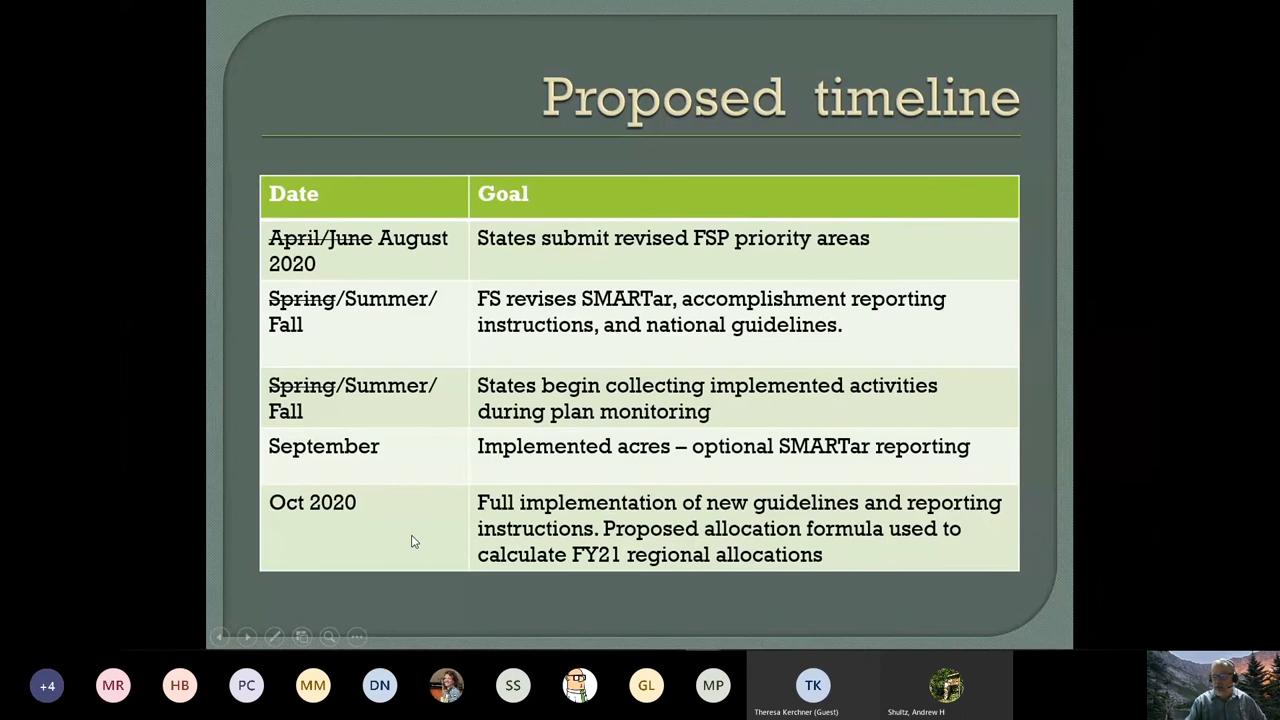 Proposed timeline
Date
Goal
April/June August
2020
States submit revised FSP priority areas
Spring/Summer/
Fall
FS revises SMARTar, accomplishment reporting
instructions, and national guidelines.
Spring/Summer/
Fall
States begin collecting implemented activities
during plan monitoring
September
Implemented acres – optional SMARTar reporting
Oct 2020
Full implementation of new guidelines and reporting
instructions. Proposed allocation formula used to
calculate FY21 regional allocations
+4
MR
HB
PC
MM
DN
SS
GL
MP
TK
Theresa Kerchner (Guest)
Shultz, Andrew H